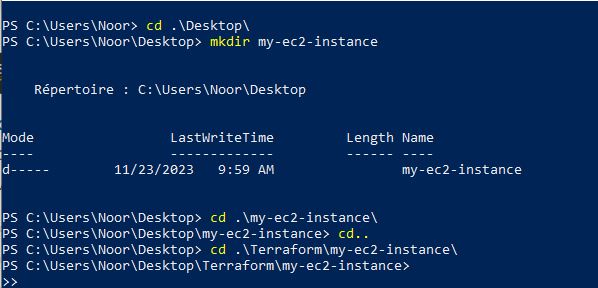 PS C:\Users\Noor> cd .\Desktop\
PS C:\Users\Noor\Desktop> mkdir my-ec2-instance
Répertoire : C:\Users\Noor\Desktop
Mode LastWriteTime Length Name
---- ------------- ------ ----
d----- 11/23/2023 9:59 AM my-ec2-instance
PS C:\Users\Noor\Desktop> cd .\my-ec2-instance\
PS C:\Users\Noor\Desktop\my-ec2-instance> cd..
PS C:\Users\Noor\Desktop> cd .\Terraform\my-ec2-instance\
PS C:\Users\Noor\Desktop\Terraform\my-ec2-instance>
>>